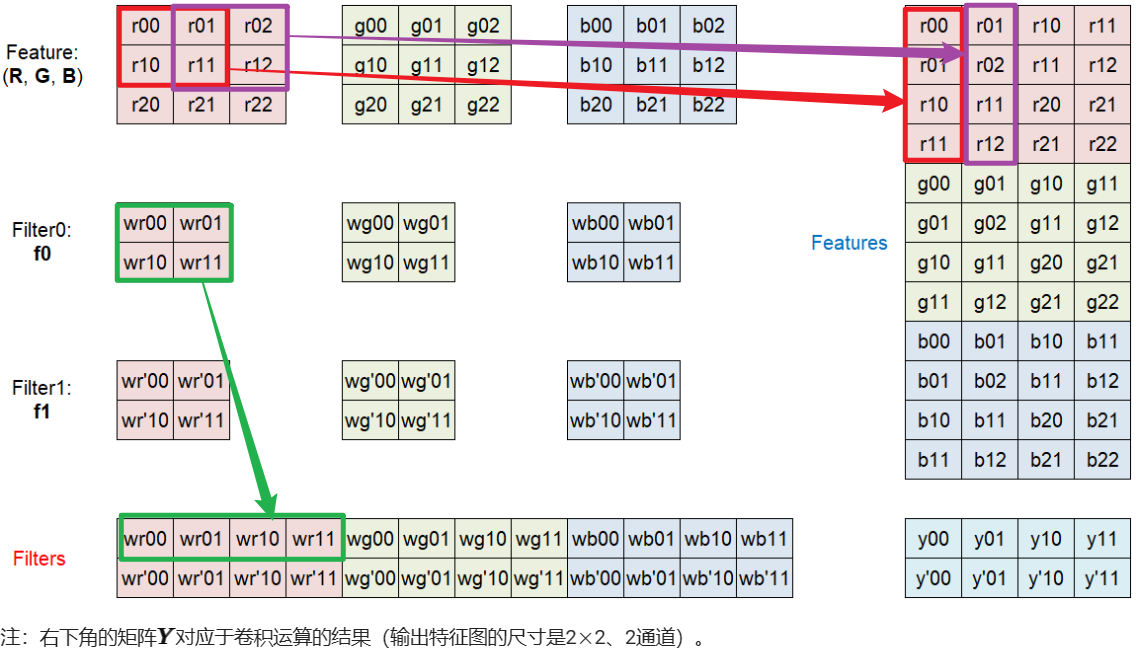 Feature:
(R, G, B)
r00 r01 r02
r10 r11 r12
r20 r21 r22
g00 g01 g02
g10 g11 g12
g20 g21 g22
b00 b01 b02
b10 b11 b12
b20 b21 b22
Filter0:
f0
wr00 wr01
wr10 wr11
wg00 wg01
wg10 wg11
wb00 wb01
wb10 wb11
Filter1:
f1
wr'00 wr'01
wr'10 wr'11
wg'00 wg'01
wg'10 wg'11
wb'00 wb'01
wb'10 wb'11
Features
r00 r01 r10 r11
r01 r02 r11 r12
r10 r11 r20 r21
r11 r12 r21 r22
g00 g01 g10 g11
g01 g02 g11 g12
g10 g11 g20 g21
g11 g12 g21 g22
b00 b01 b10 b11
b01 b02 b11 b12
b10 b11 b20 b21
b11 b12 b21 b22
Filters
wr00 wr01 wr10 wr11 wg00 wg01 wg10 wg11 wb00 wb01 wb10 wb11
wr'00 wr'01 wr'10 wr'11 wg'00 wg'01 wg'10 wg'11 wb'00 wb'01 wb'10 wb'11
y00 y01 y10 y11
y'00 y'01 y'10 y'11
注：右下角的矩阵Y对应于卷积运算的结果（输出特征图的尺寸是2×2、2通道）。